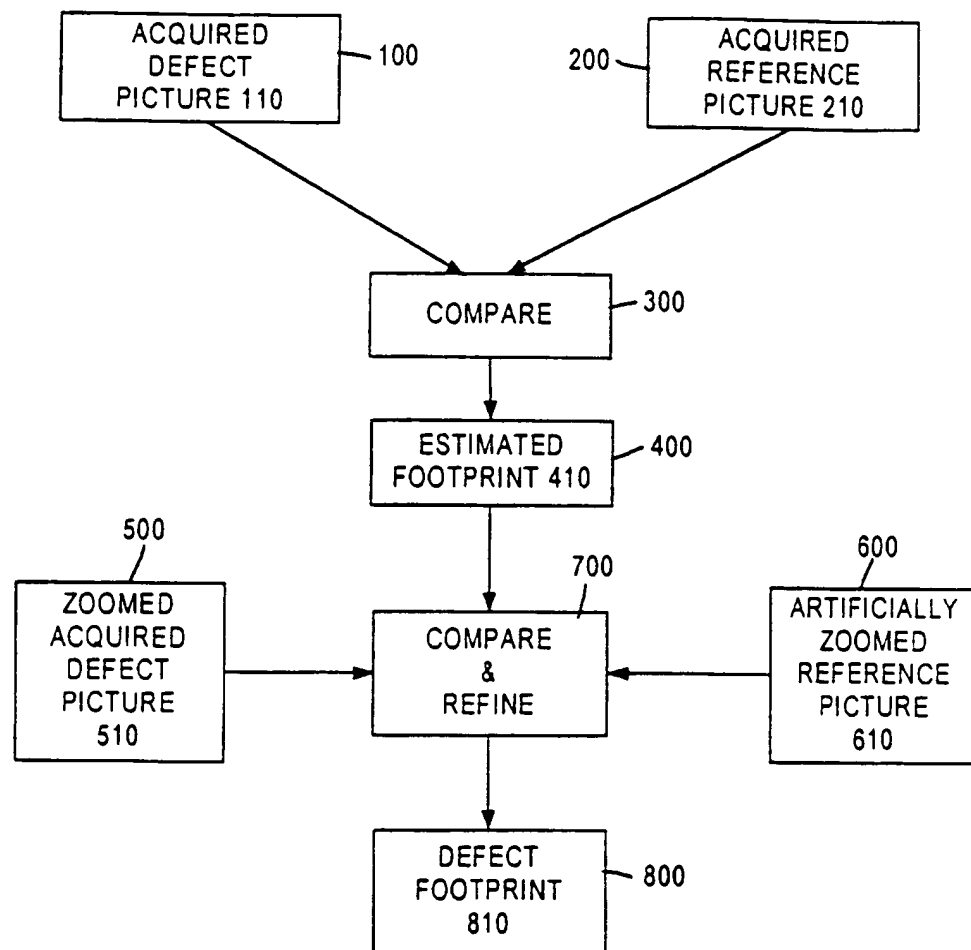 ACQUIRED
DEFECT
PICTURE 110
100
200
ACQUIRED
REFERENCE
PICTURE 210
COMPARE
300
ESTIMATED
FOOTPRINT 410
400
500
ZOOMED
ACQUIRED
DEFECT
PICTURE
510
700
COMPARE
&
REFINE
600
ARTIFICIALLY
ZOOMED
REFERENCE
PICTURE
610
DEFECT
FOOTPRINT
810
800